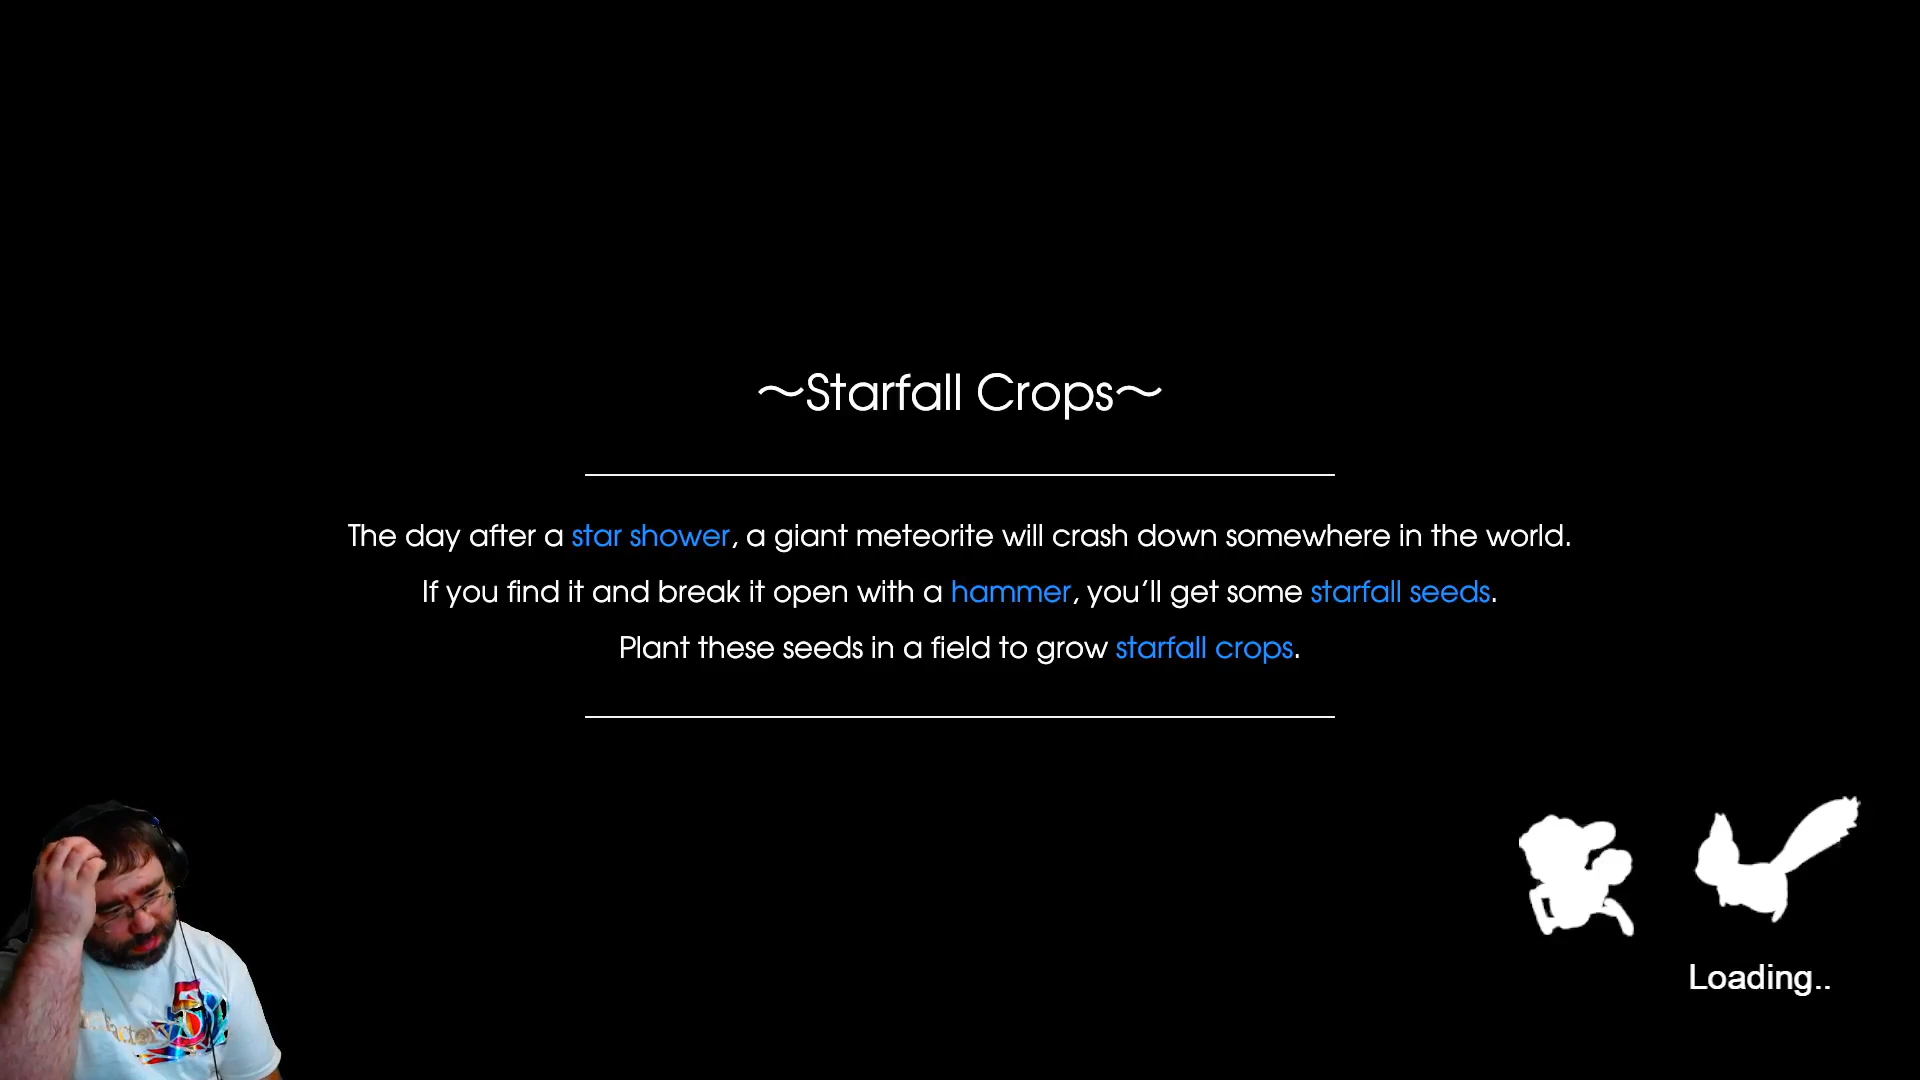 ～Starfall Crops～
The day after a star shower, a giant meteorite will crash down somewhere in the world.
If you find it and break it open with a hammer, you’ll get some starfall seeds.
Plant these seeds in a field to grow starfall crops.
Loading..
5